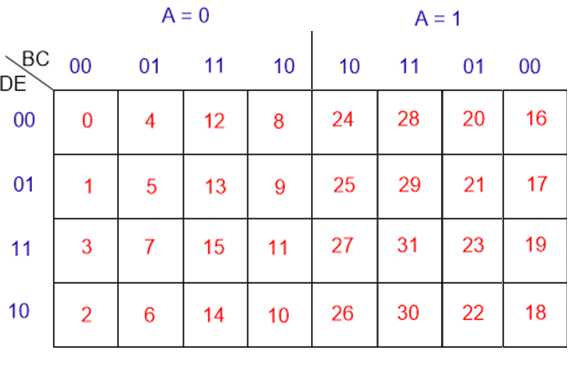 A = 0 A = 1
BC 00 01 11 10 10 11 01 00
DE
00 0 4 12 8 24 28 20 16
01 1 5 13 9 25 29 21 17
11 3 7 15 11 27 31 23 19
10 2 6 14 10 26 30 22 18